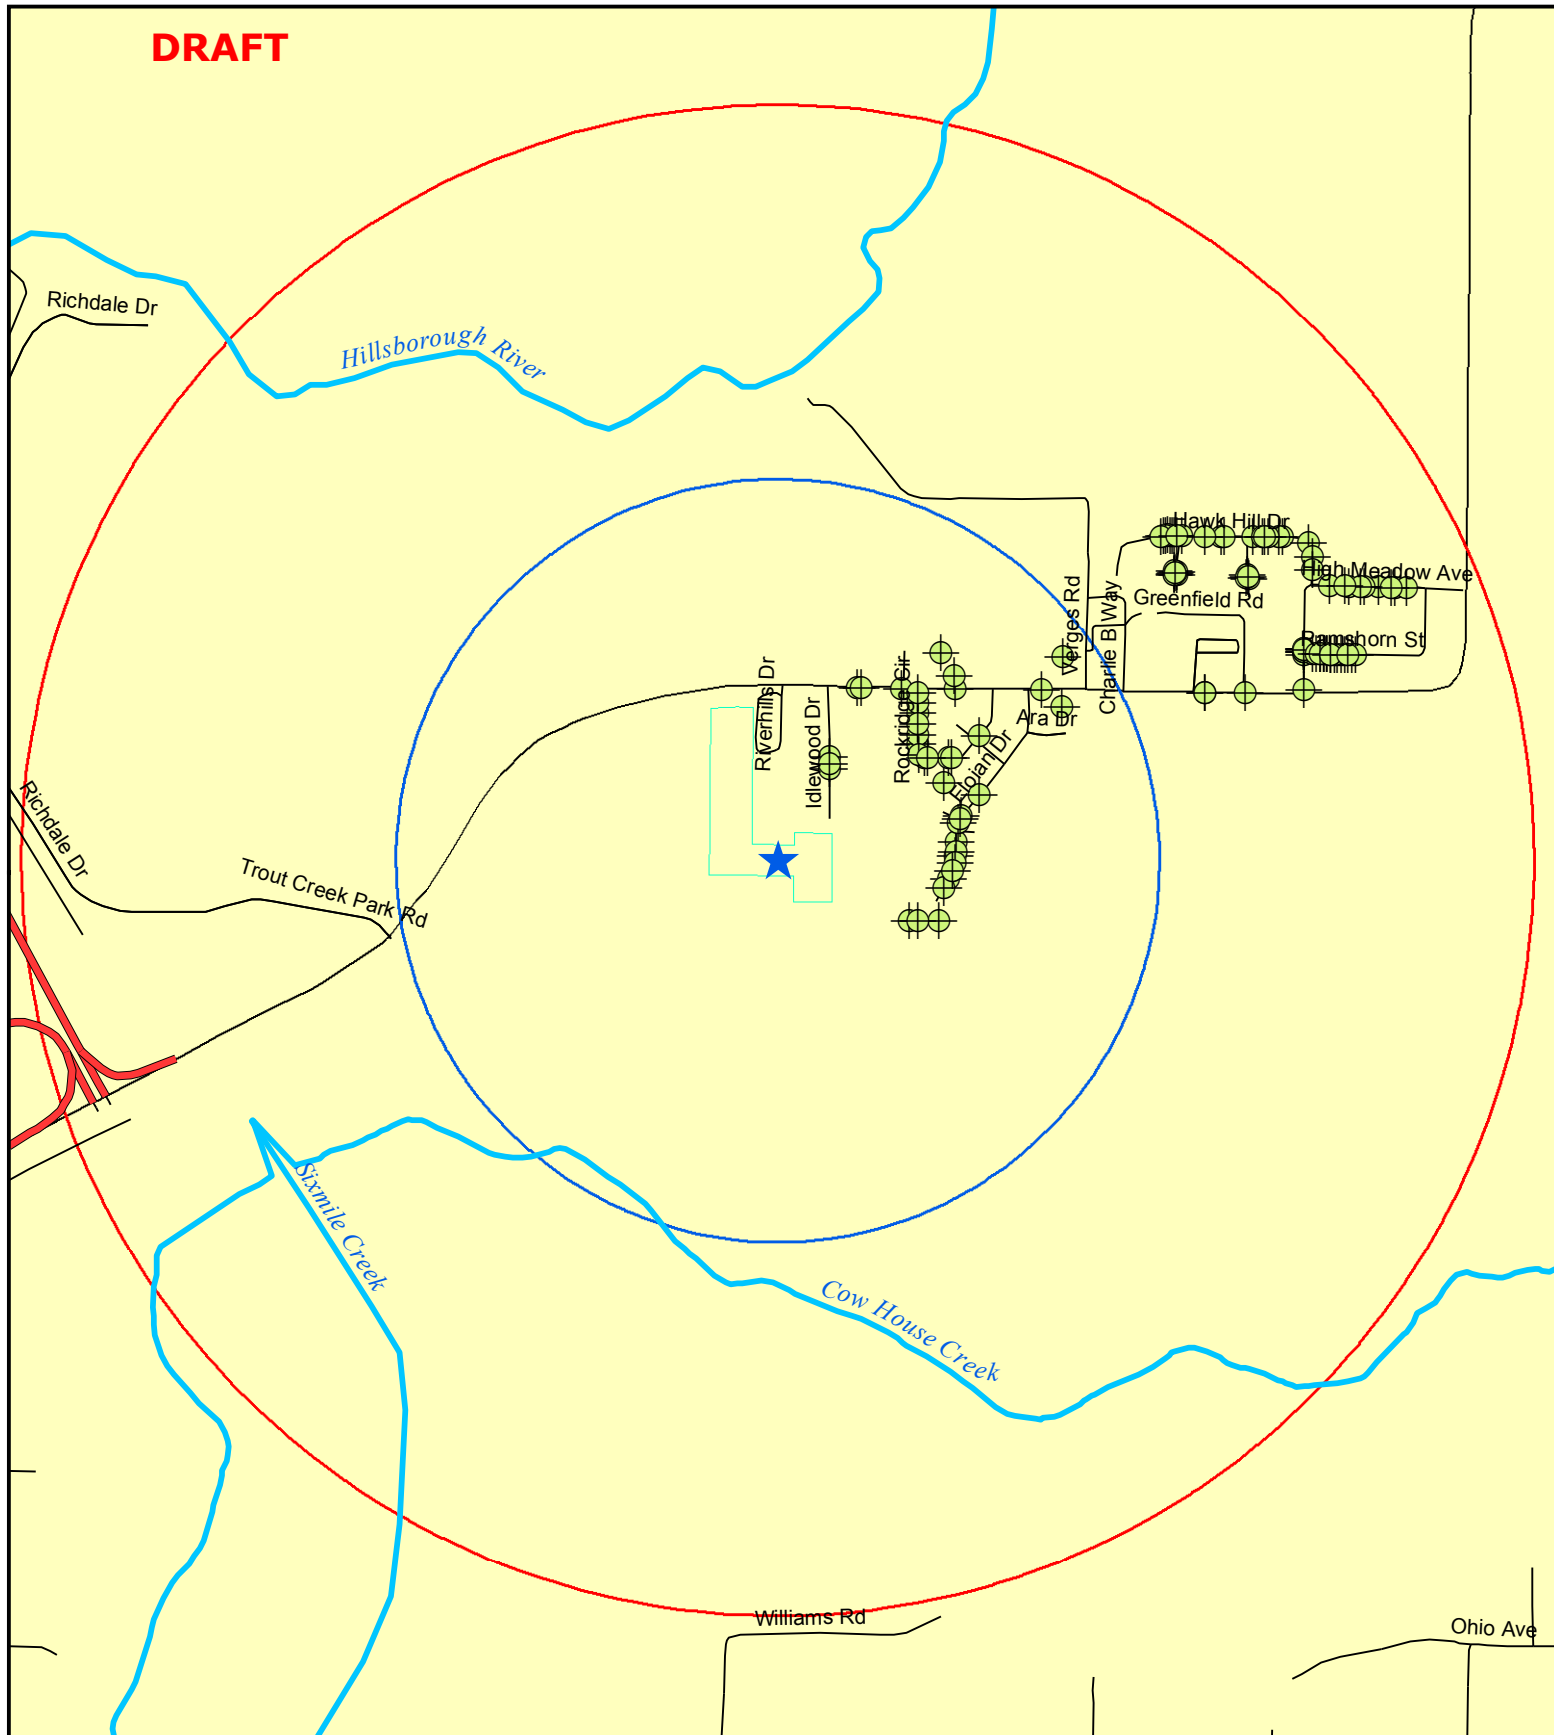 DRAFT
Richdale Dr
Hillsborough River
Hawk Hill Dr
High Meadow Ave
Greenfield Rd
Verges Rd
Charlie B Way
Ramshorn St
Riverhills Dr
Idlewood Dr
Rockridge Cir
Ara Dr
Elojan Dr
Richdale Dr
Trout Creek Park Rd
Sixmile Creek
Cow House Creek
Williams Rd
Ohio Ave